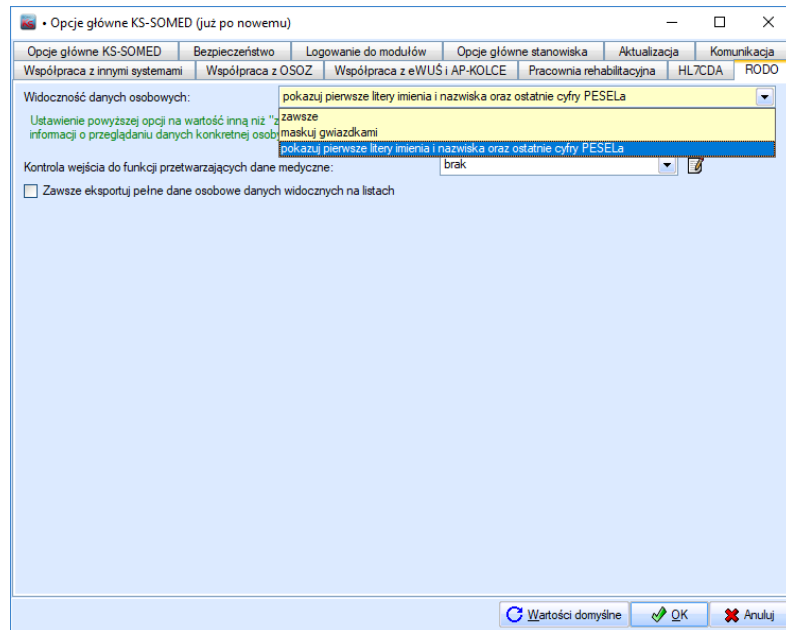 • Opcje główne KS-SOMED (już po nowemu)
Opcje główne KS-SOMED Bezpieczeństwo Logowanie do modułów Opcje główne stanowiska Aktualizacja Komunikacja
Współpraca z innymi systemami Współpraca z OSOZ Współpraca z eWUŚ i AP-KOLCE Pracownia rehabilitacyjna HL7CDA RODO
Widoczność danych osobowych: pokazuj pierwsze litery imienia i nazwiska oraz ostatnie cyfry PESELa
Ustawienie powyższej opcji na wartość inną niż "z
informacji o przeglądaniu danych konkretnej osoby
zawsze
maskuj gwiazdkami
pokazuj pierwsze litery imienia i nazwiska oraz ostatnie cyfry PESELa
Kontrola wejścia do funkcji przetwarzających dane medyczne: brak
Zawsze eksportuj pełne dane osobowe danych widocznych na listach
Wartości domyślne OK Anuluj